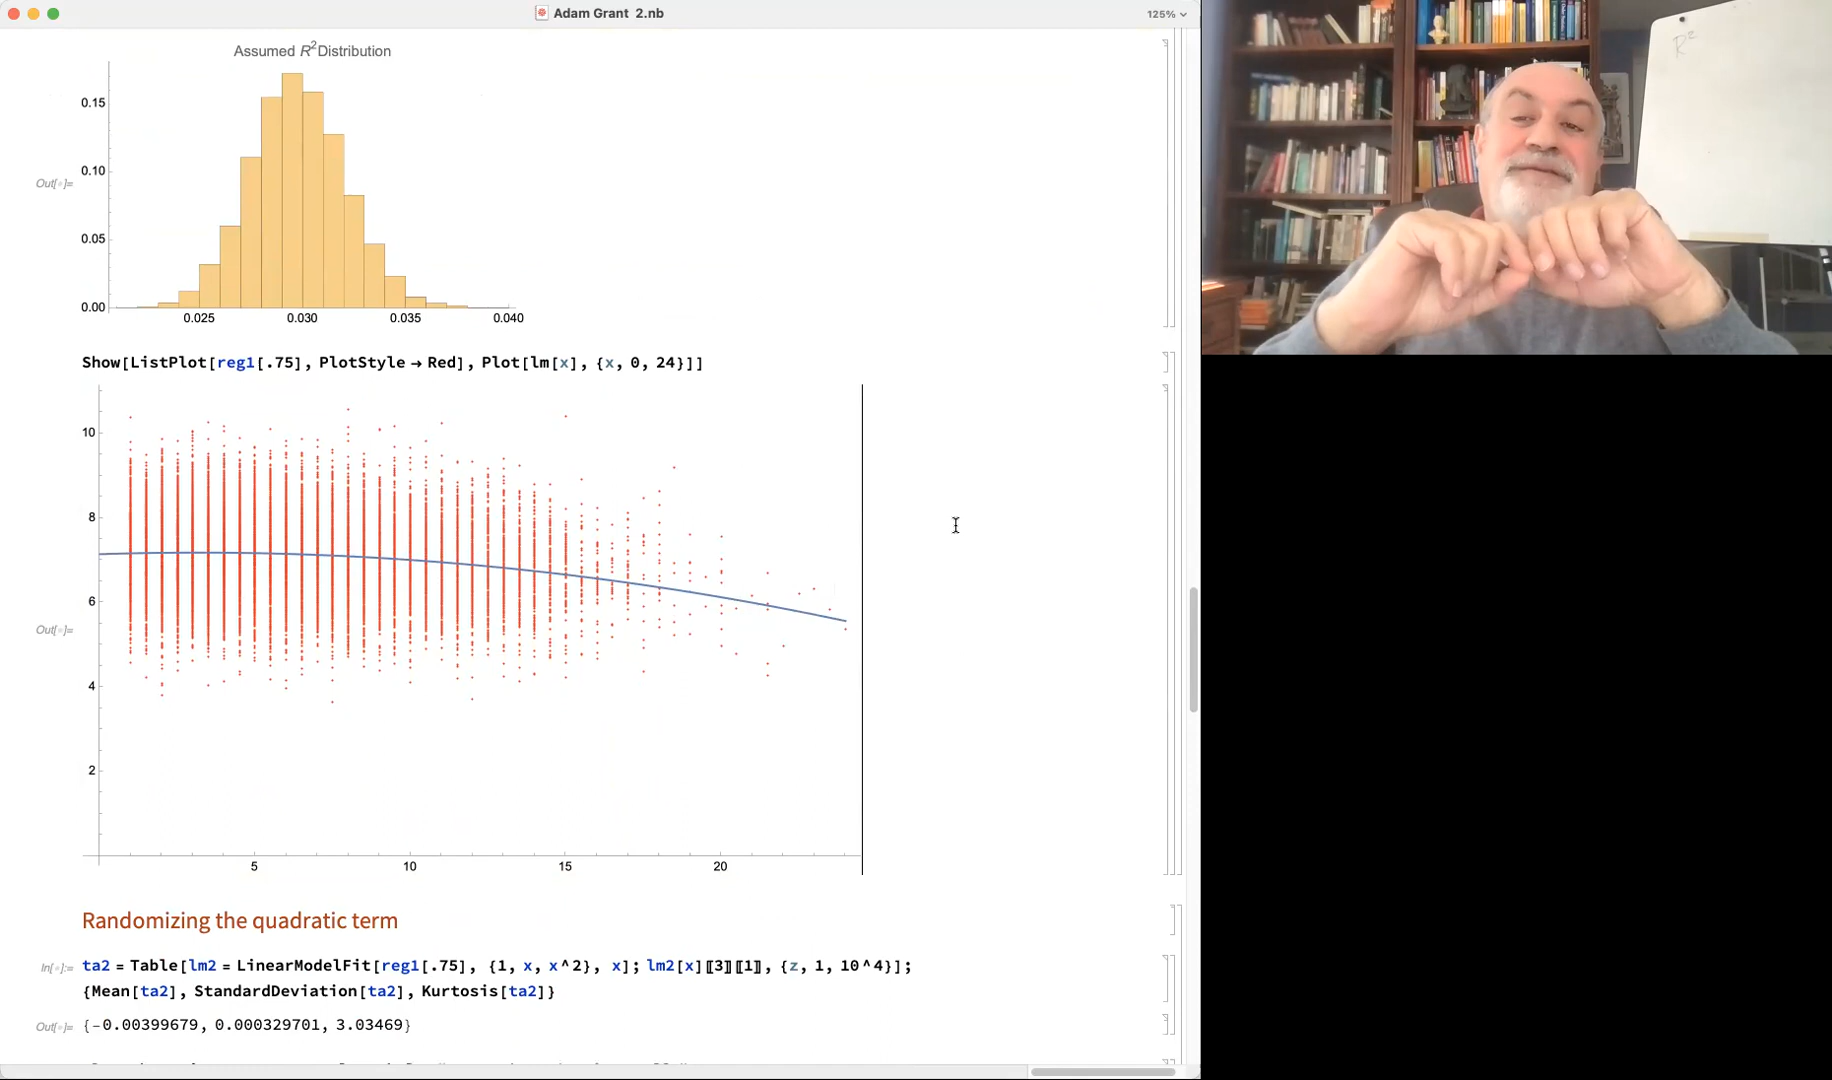 Adam Grant 2.nb
125%
Assumed R² Distribution
0.15
0.10
0.05
0.00
0.025 0.030 0.035 0.040
Out[•]=
Show[ListPlot[reg1[.75], PlotStyle → Red], Plot[lm[x], {x, 0, 24}]]
10
8
6
4
2
5 10 15 20
Out[•]=
Randomizing the quadratic term
In[•]:= ta2 = Table[lm2 = LinearModelFit[reg1[.75], {1, x, x^2}, x]; lm2[x]〚3〛〚1〛, {z, 1, 10^4}];
{Mean[ta2], StandardDeviation[ta2], Kurtosis[ta2]}
Out[•]= {-0.00399679, 0.000329701, 3.03469}
R²